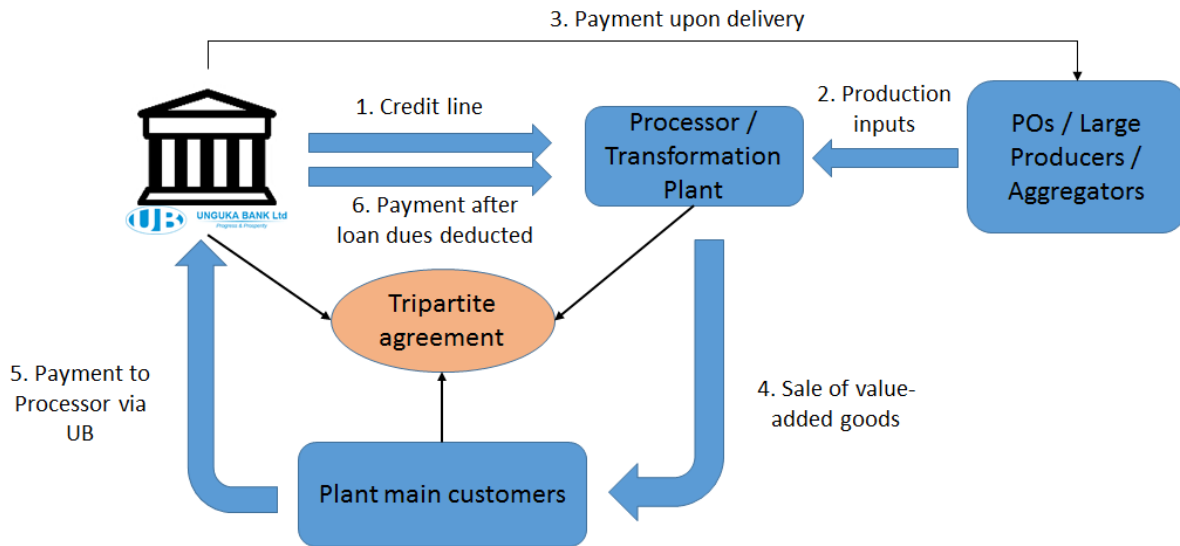 3. Payment upon delivery
1. Credit line
2. Production
inputs
Processor /
Transformation
Plant
POs / Large
Producers /
Aggregators
UB
UNGUKA BANK Ltd
Progress & Prosperity
6. Payment after
loan dues deducted
Tripartite
agreement
5. Payment to
Processor via
UB
4. Sale of value-
added goods
Plant main customers